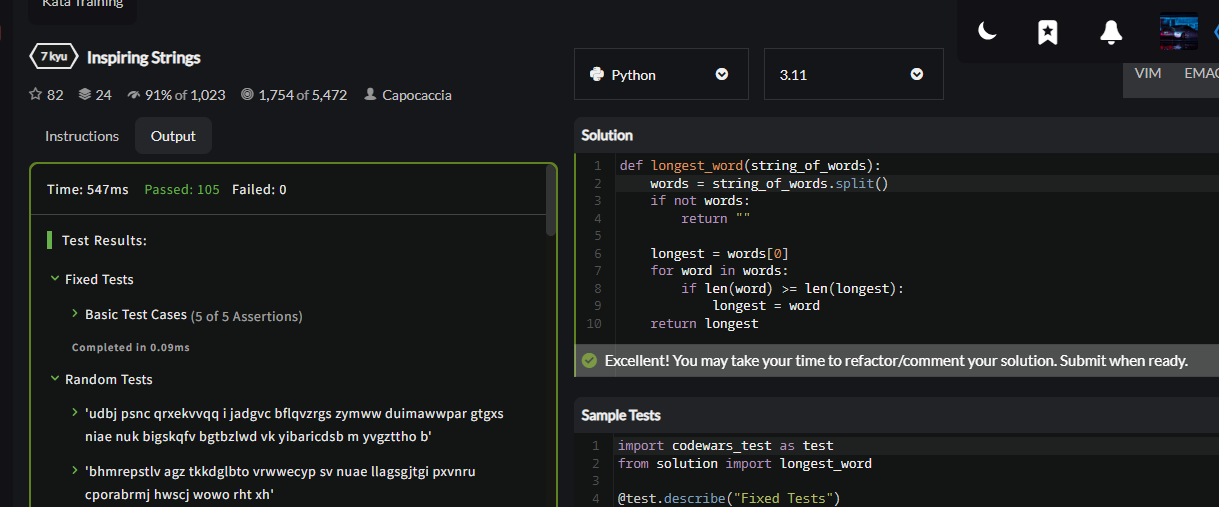 Kata Training
7 kyu Inspiring Strings
82 24 91% of 1,023 1,754 of 5,472 Capocaccia
Instructions Output
Time: 547ms Passed: 105 Failed: 0
Test Results:
Fixed Tests
Basic Test Cases (5 of 5 Assertions)
Completed in 0.09ms
Random Tests
'udbj psnc qrxekvvqq i jadgvc bflqvzrgs zymww duimawwpar gtgxs
niae nuk bigskqfv bgtbzlwd vk yibaricdsb m yvgzttho b'
'bhmrepstlv agz tkkdglbto vrwwecyp sv nuae llagsgjtgi pxvnru
cporabrmj hwscj wowo rht xh'
Python 3.11
VIM EMAC
Solution
1 def longest_word(string_of_words):
2 words = string_of_words.split()
3 if not words:
4 return ""
5
6 longest = words[0]
7 for word in words:
8 if len(word) >= len(longest):
9 longest = word
10 return longest
Excellent! You may take your time to refactor/comment your solution. Submit when ready.
Sample Tests
1 import codewars_test as test
2 from solution import longest_word
3
4 @test.describe("Fixed Tests")